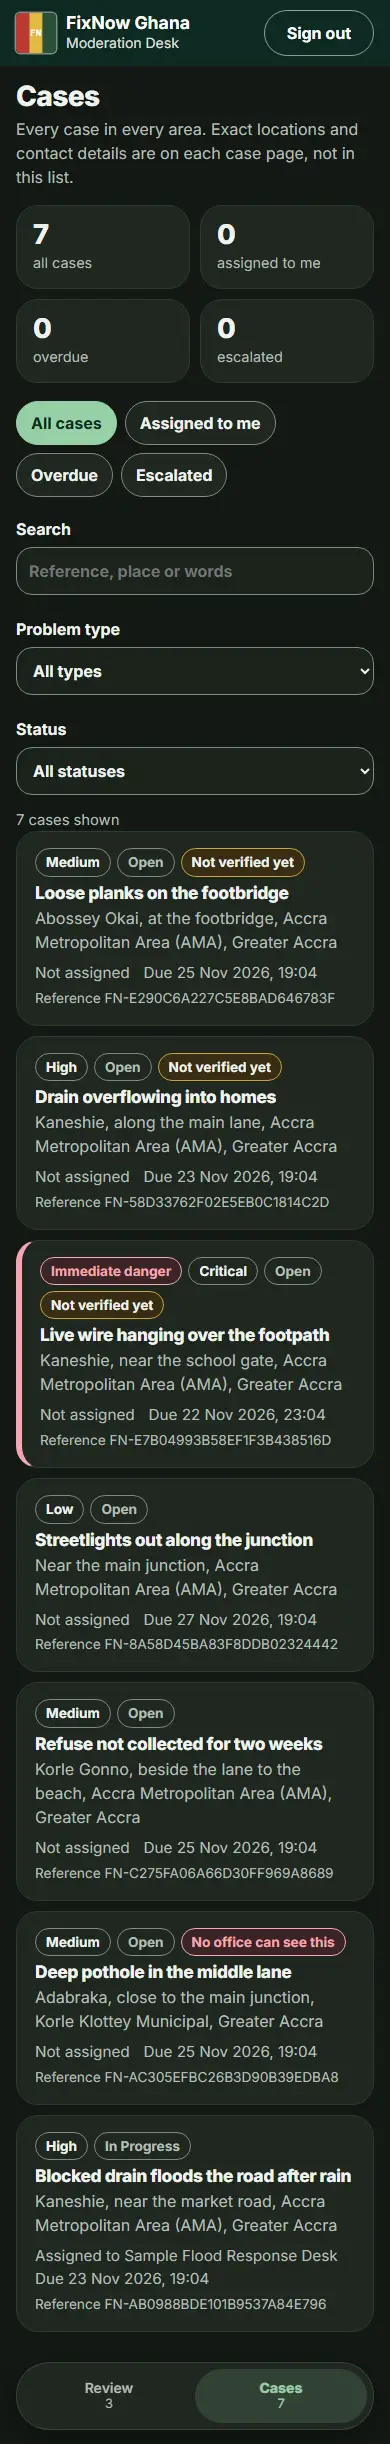 FN
FixNow Ghana
Moderation Desk
Sign out
Cases
Every case in every area. Exact locations and
contact details are on each case page, not in
this list.
7
all cases
0
assigned to me
0
overdue
0
escalated
All cases
Assigned to me
Overdue
Escalated
Search
Reference, place or words
Problem type
All types
Status
All statuses
7 cases shown
Medium Open Not verified yet
Loose planks on the footbridge
Abossey Okai, at the footbridge, Accra
Metropolitan Area (AMA), Greater Accra
Not assigned Due 25 Nov 2026, 19:04
Reference FN-E290C6A227C5E8BAD646783F
High Open Not verified yet
Drain overflowing into homes
Kaneshie, along the main lane, Accra
Metropolitan Area (AMA), Greater Accra
Not assigned Due 23 Nov 2026, 19:04
Reference FN-58D33762F02E5EB0C1814C2D
Immediate danger Critical Open
Not verified yet
Live wire hanging over the footpath
Kaneshie, near the school gate, Accra
Metropolitan Area (AMA), Greater Accra
Not assigned Due 22 Nov 2026, 23:04
Reference FN-E7B04993B58EF1F3B438516D
Low Open
Streetlights out along the junction
Near the main junction, Accra
Metropolitan Area (AMA), Greater Accra
Not assigned Due 27 Nov 2026, 19:04
Reference FN-8A58D45BA83F8DDB02324442
Medium Open
Refuse not collected for two weeks
Korle Gonno, beside the lane to the
beach, Accra Metropolitan Area (AMA),
Greater Accra
Not assigned Due 25 Nov 2026, 19:04
Reference FN-C275FA06A66D30FF969A8689
Medium Open No office can see this
Deep pothole in the middle lane
Adabraka, close to the main junction,
Korle Klottey Municipal, Greater Accra
Not assigned Due 25 Nov 2026, 19:04
Reference FN-AC305EFBC26B3D90B39EDBA8
High In Progress
Blocked drain floods the road after rain
Kaneshie, near the market road, Accra
Metropolitan Area (AMA), Greater Accra
Assigned to Sample Flood Response Desk
Due 23 Nov 2026, 19:04
Reference FN-AB0988BDE101B9537A84E796
Review
3
Cases
7